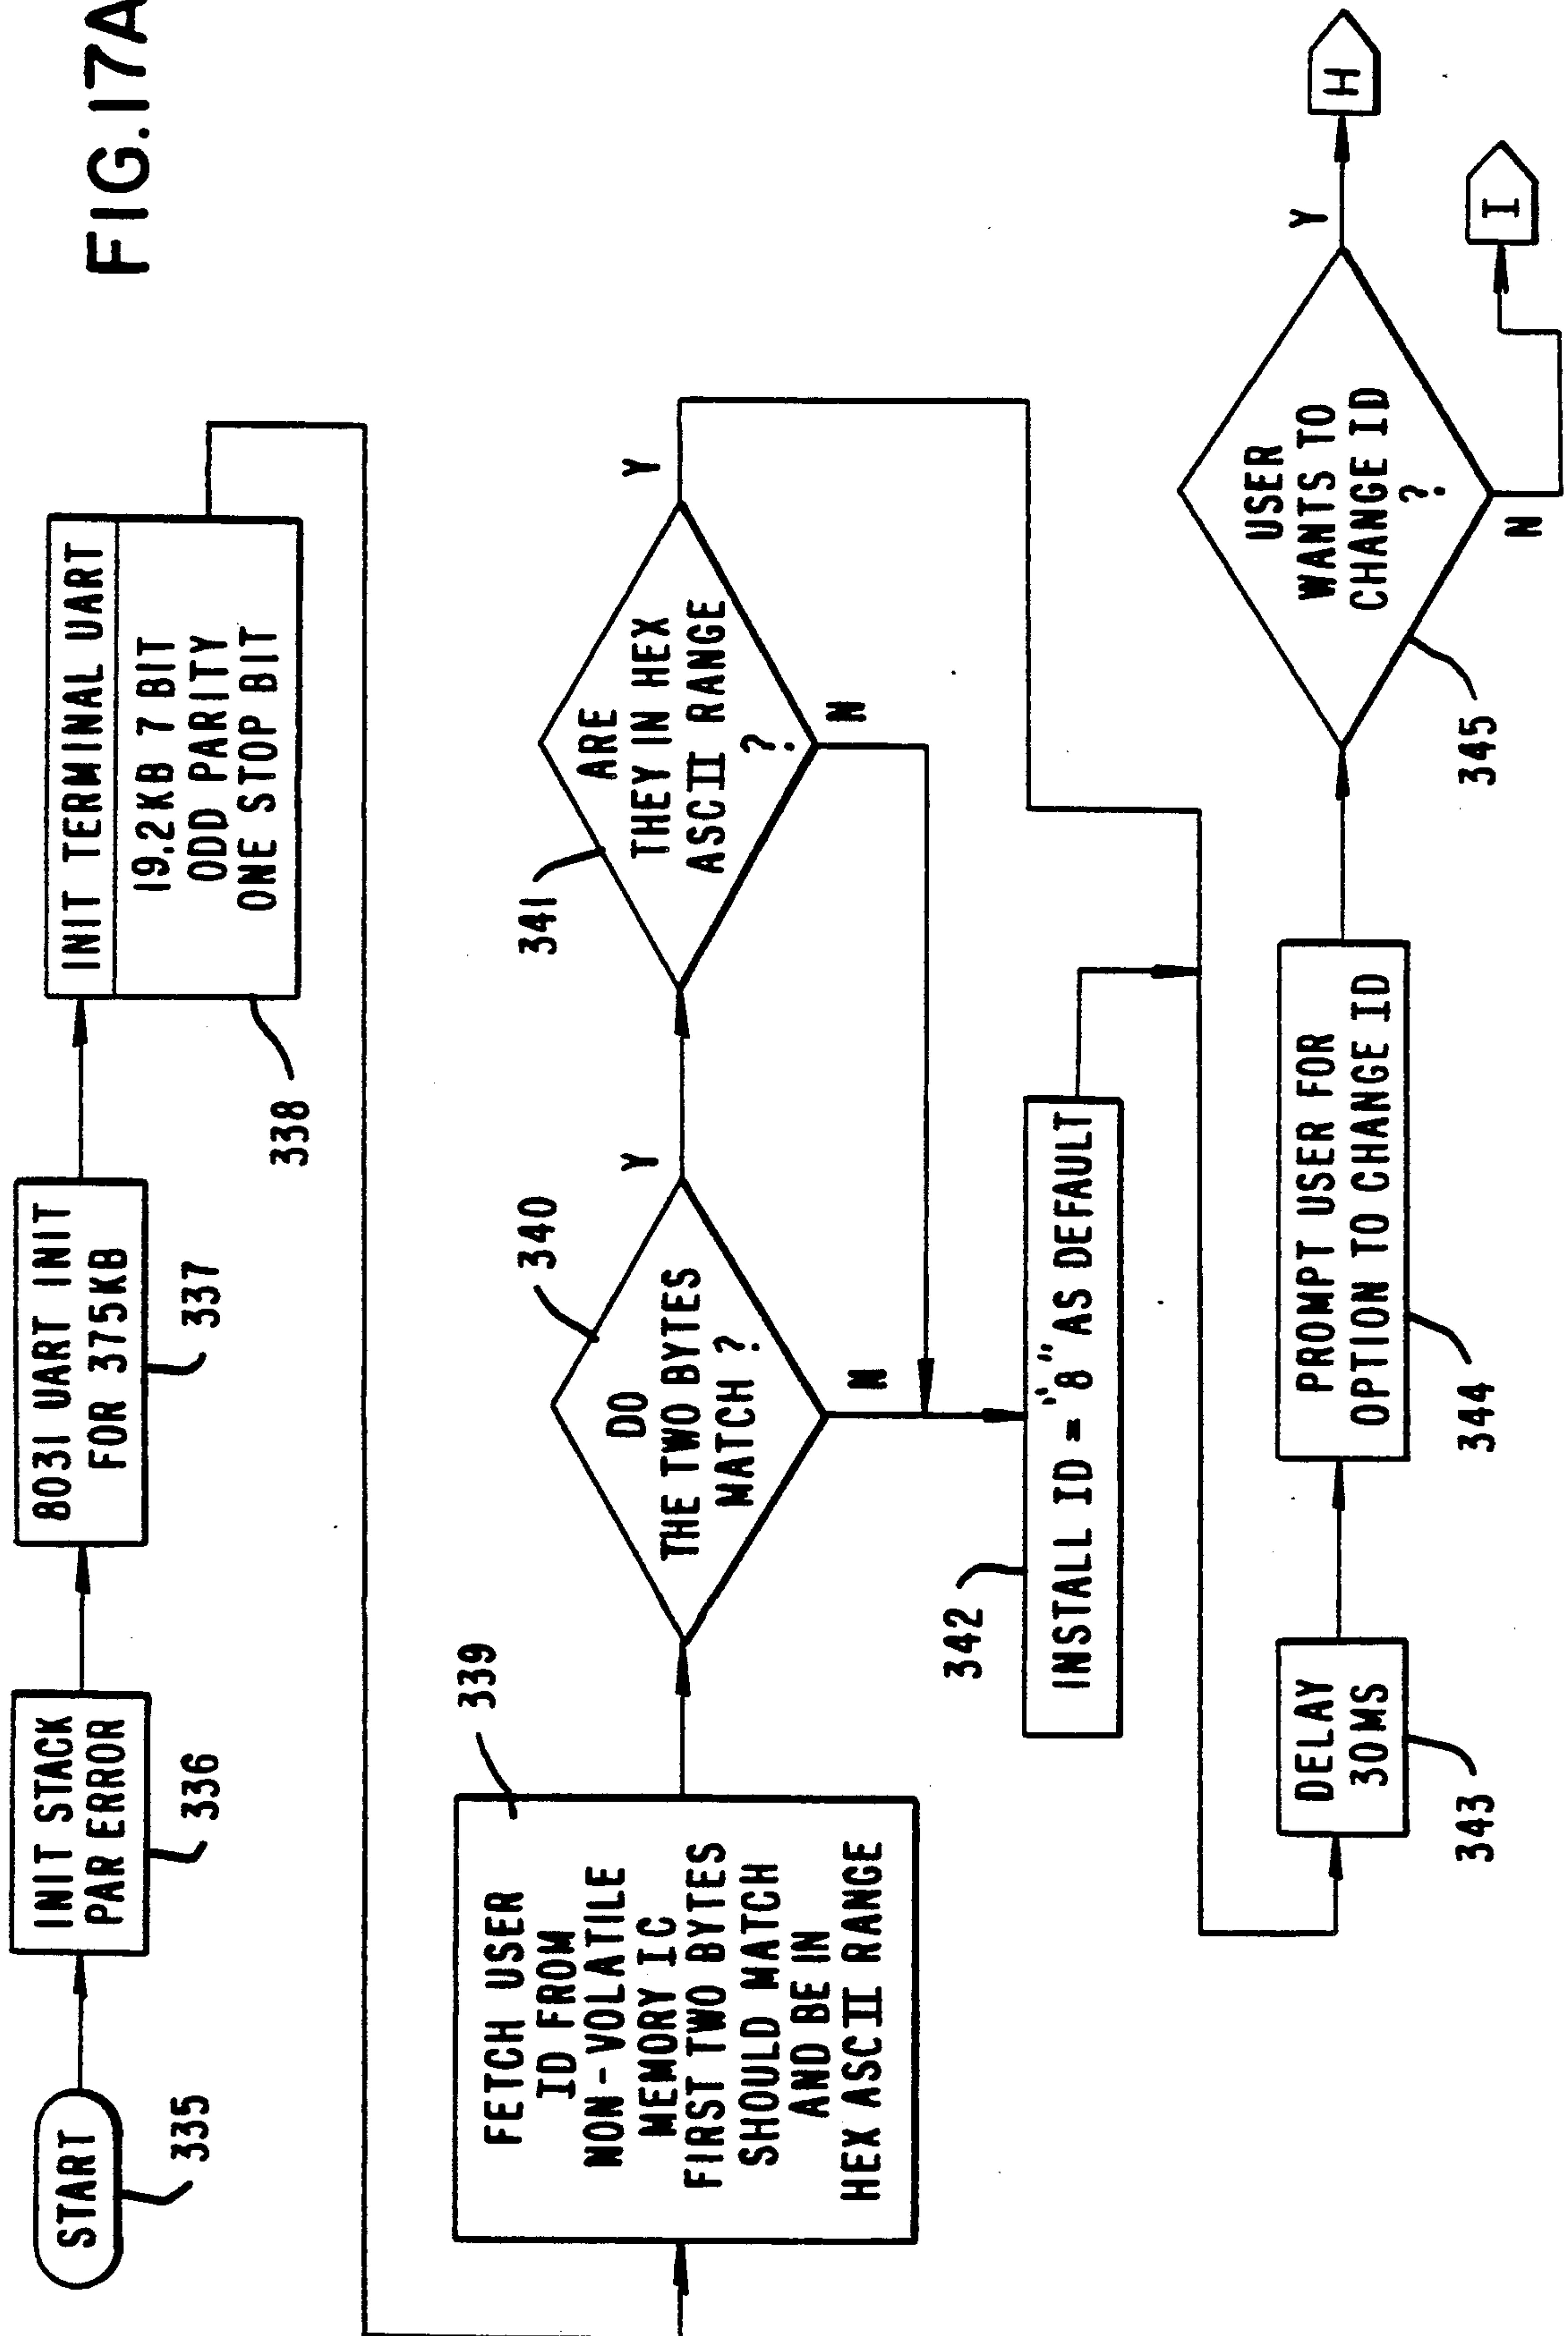 FIG.17A
START
335
INIT STACK
PAR ERROR
336
8031 UART INIT
FOR 375KB
337
INIT TERMINAL UART
19.2KB 7 BIT
ODD PARITY
ONE STOP BIT
338
FETCH USER
ID FROM
NON-VOLATILE
MEMORY IC
FIRST TWO BYTES
SHOULD MATCH
AND BE IN
HEX ASCII RANGE
339
DO
THE TWO BYTES
MATCH ?
340
Y
N
ARE
THEY IN HEX
ASCII RANGE
?
341
Y
N
INSTALL ID = "8" AS DEFAULT
342
DELAY
30MS
343
PROMPT USER FOR
OPTION TO CHANGE ID
344
USER
WANTS TO
CHANGE ID
?
345
Y
H
N
I